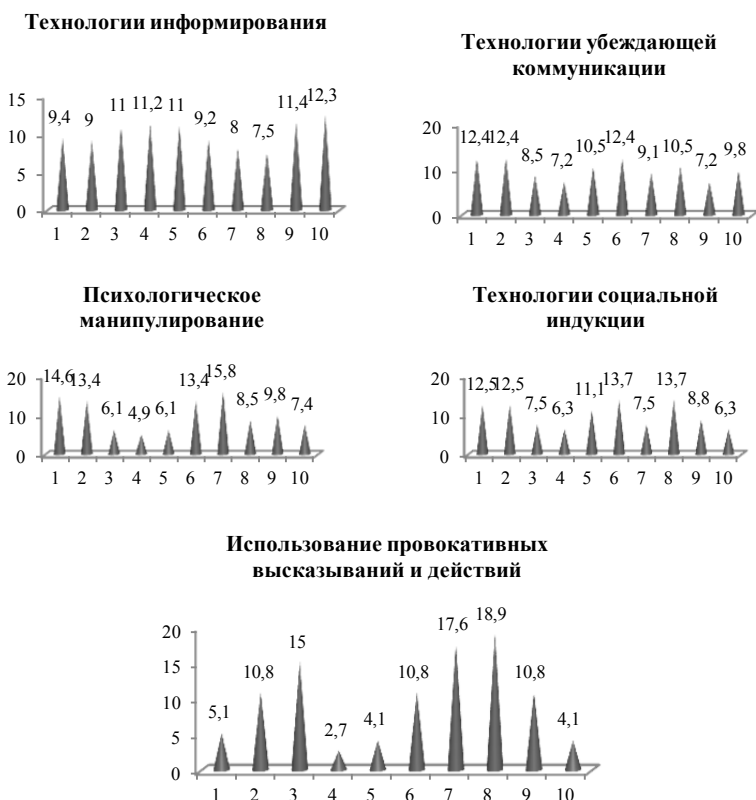 Технологии информирования
15
10
5
0
9,4 9 11 11,2 11 9,2 8 7,5 11,4 12,3
1 2 3 4 5 6 7 8 9 10
Технологии убеждающей
коммуникации
20
10
0
12,4 12,4 8,5 7,2 10,5 12,4 9,1 10,5 7,2 9,8
1 2 3 4 5 6 7 8 9 10
Психологическое
манипулирование
20
10
0
14,6 13,4 6,1 4,9 6,1 13,4 15,8 8,5 9,8 7,4
1 2 3 4 5 6 7 8 9 10
Технологии социальной
индукции
20
10
0
12,5 12,5 7,5 6,3 11,1 13,7 7,5 13,7 8,8 6,3
1 2 3 4 5 6 7 8 9 10
Использование провокативных
высказываний и действий
20
15
10
5
0
5,1 10,8 15 2,7 4,1 10,8 17,6 18,9 10,8 4,1
1 2 3 4 5 6 7 8 9 10